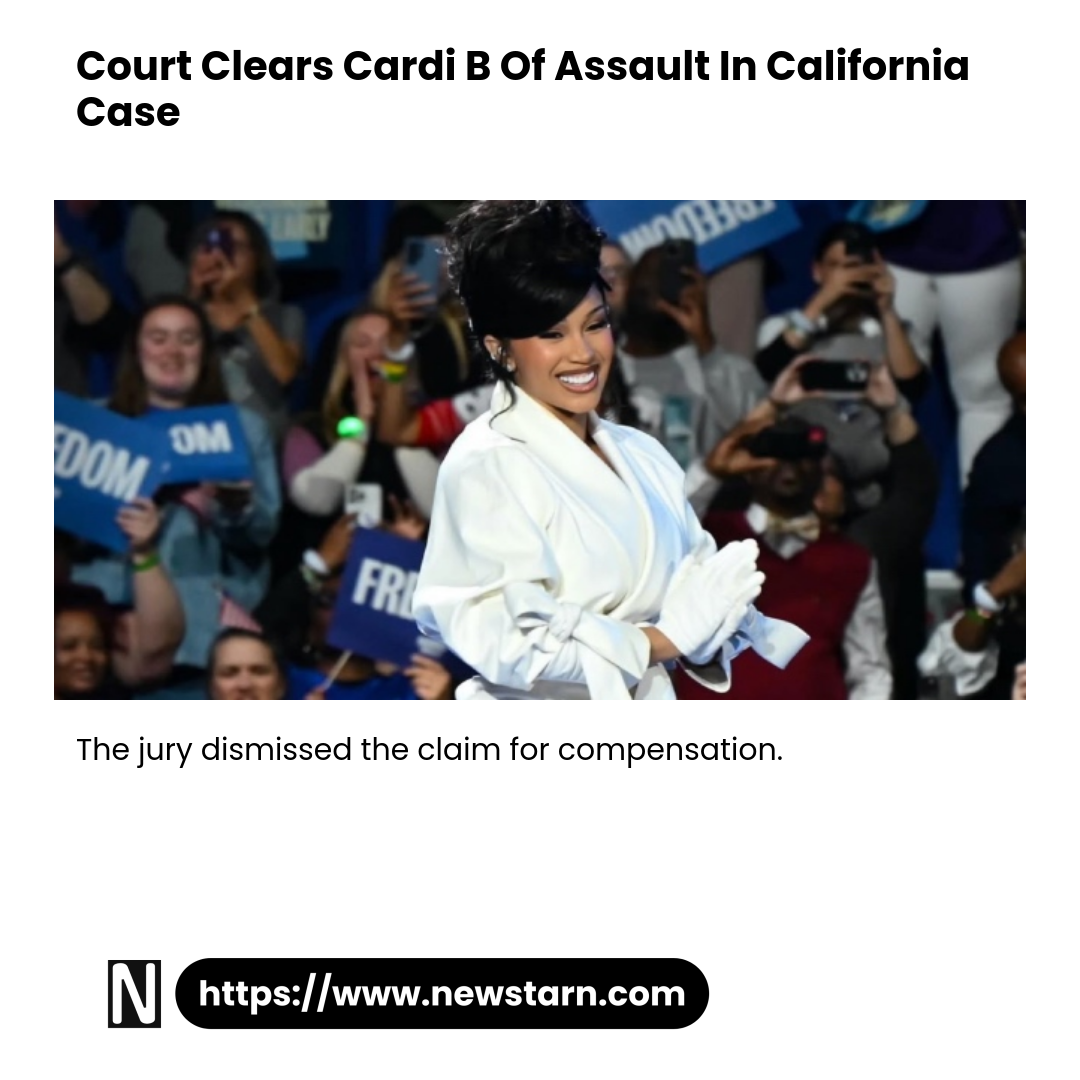 Court Clears Cardi B Of Assault In California
Case
FREEDOM
EDOM
OM
FRE
The jury dismissed the claim for compensation.
N
https://www.newstarn.com